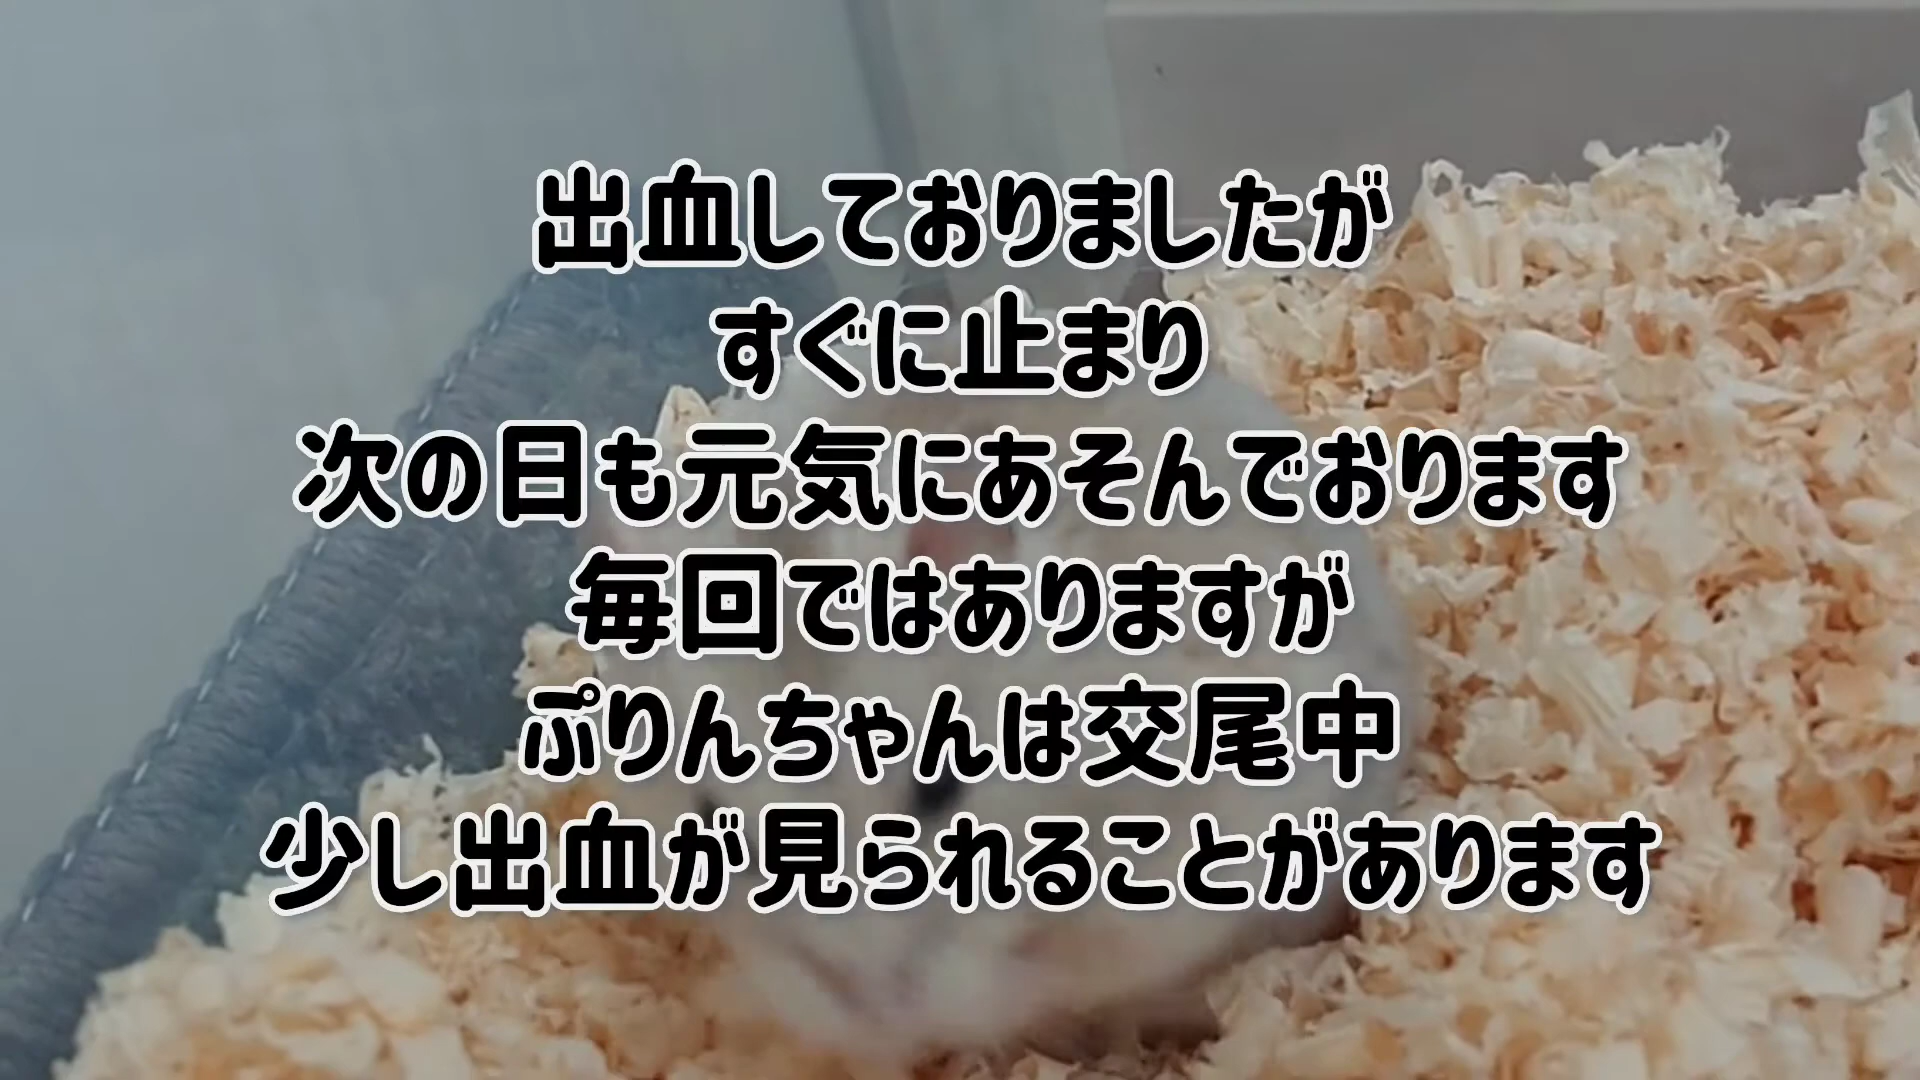 出血しておりましたが
すぐに止まり
次の日も元気にあそんでおります
毎回ではありますが
ぷりんちゃんは交尾中
少し出血が見られることがあります